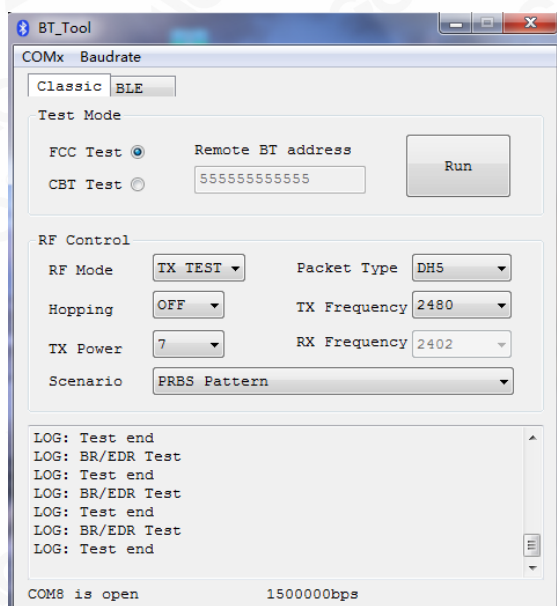 BT_Tool
COMx Baudrate
Classic BLE
Test Mode
FCC Test Remote BT address
CBT Test 555555555555 Run
RF Control
RF Mode TX TEST Packet Type DH5
Hopping OFF TX Frequency 2480
TX Power 7 RX Frequency 2402
Scenario PRBS Pattern
LOG: Test end
LOG: BR/EDR Test
LOG: Test end
LOG: BR/EDR Test
LOG: Test end
LOG: BR/EDR Test
LOG: Test end
COM8 is open 1500000bps